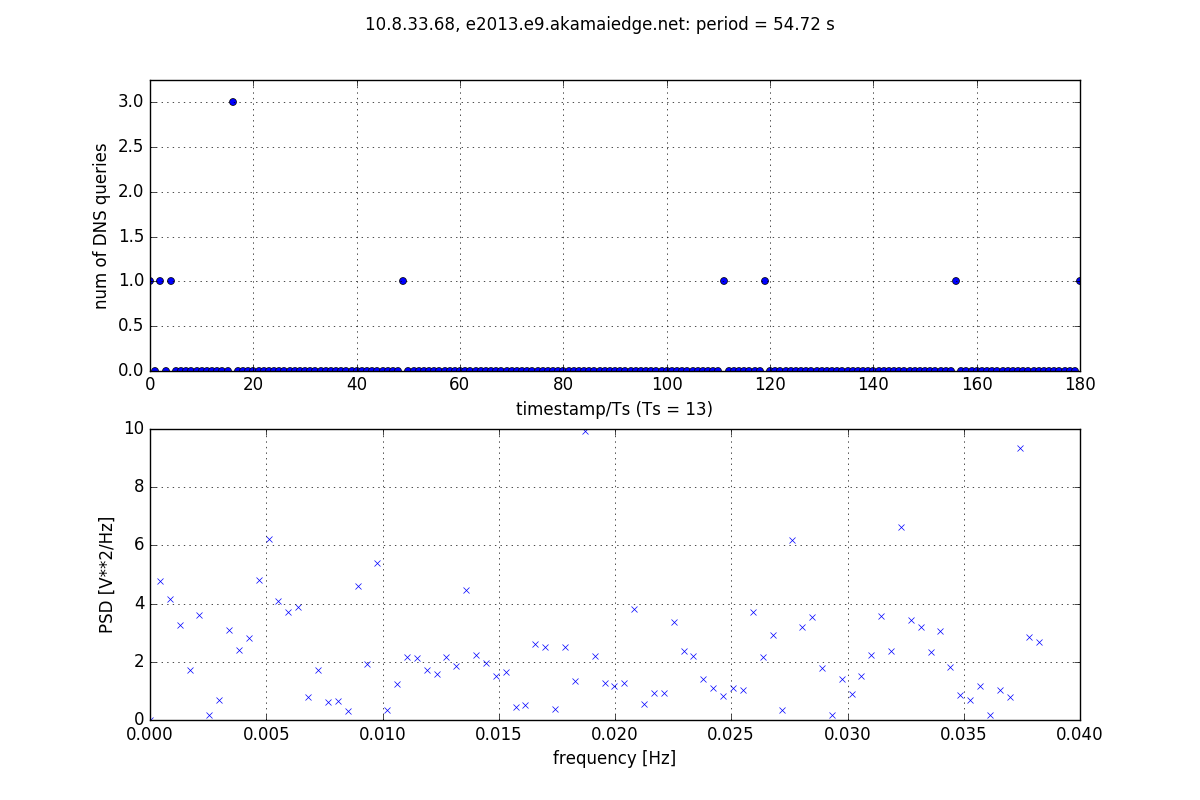 10.8.33.68, e2013.e9.akamaiedge.net: period = 54.72 s
3.0
2.5
2.0
1.5
1.0
0.5
0.0
num of DNS queries
0 20 40 60 80 100 120 140 160 180
timestamp/Ts (Ts = 13)
10
8
6
4
2
0
PSD [V**2/Hz]
0.000 0.005 0.010 0.015 0.020 0.025 0.030 0.035 0.040
frequency [Hz]